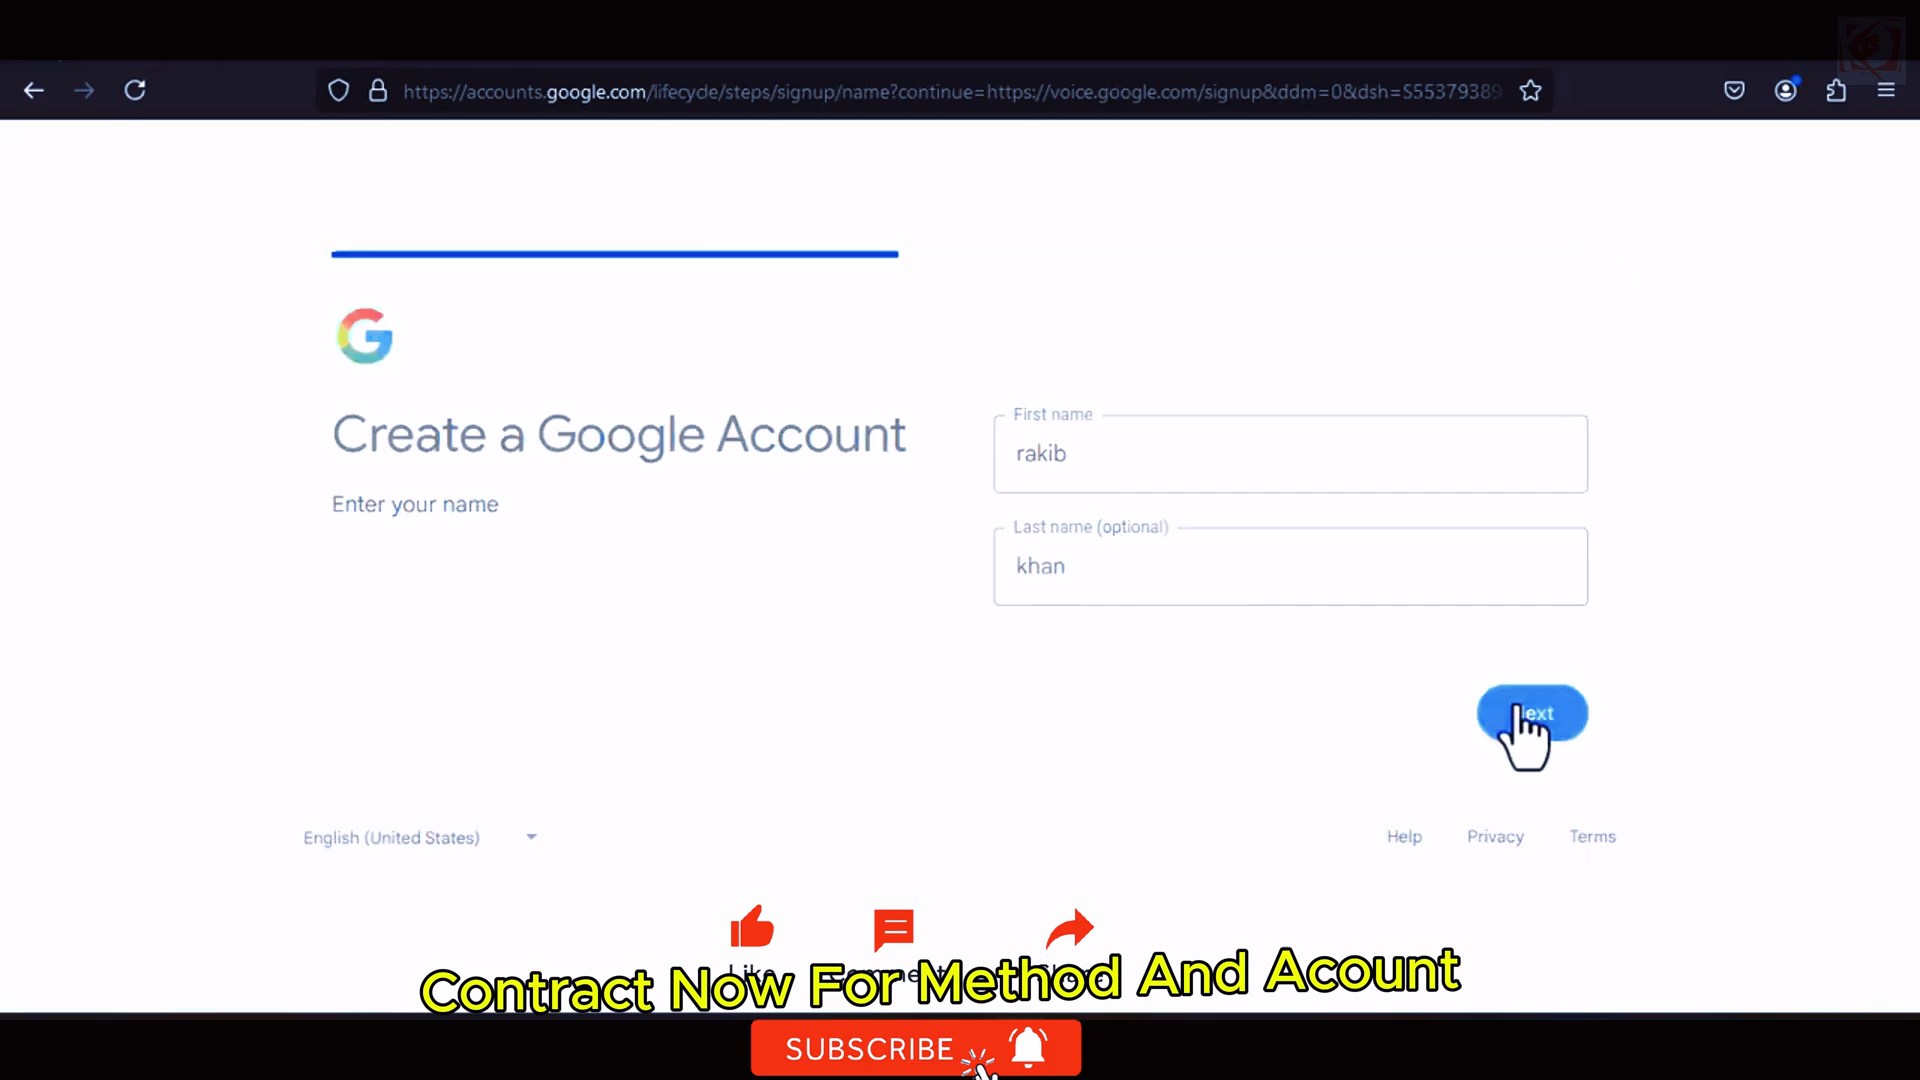 https://accounts.google.com/lifecycle/steps/signup/name?continue=https://voice.google.com/signup&ddm=0&dsh=S55379389
Create a Google Account
Enter your name
First name
rakib
Last name (optional)
khan
English (United States)
Help Privacy Terms
Contract Now For Method And Acount
SUBSCRIBE